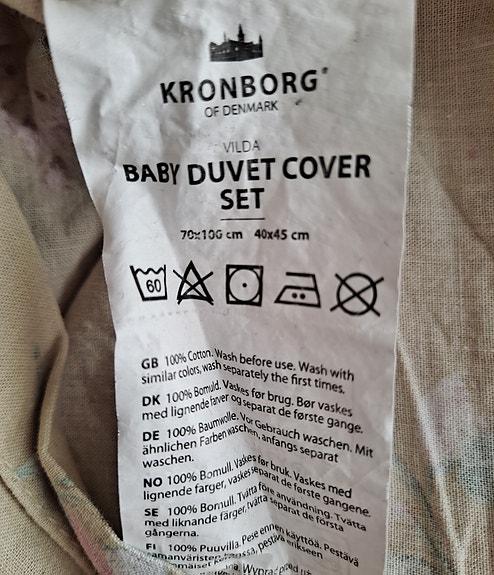 KRONBORG®
OF DENMARK
VILDA
BABY DUVET COVER
SET
70x100 cm 40x45 cm
60
GB 100% Cotton. Wash before use. Wash with
similar colors, wash separately the first times.
DK 100% Bomuld. Vaskes før brug. Bør vaskes
med lignende farver og separat de første gange.
DE 100% Baumwolle. Vor Gebrauch waschen. Mit
ähnlichen Farben waschen, anfangs separat
waschen.
NO 100% Bomull. Vaskes før bruk. Vaskes med
lignende farger, vaskes separat de første gangene.
SE 100% Bomull. Tvätta före användning. Tvätta
med liknande färger, tvätta separat de första
gångerna.
FI 100% Puuvilla. Pese ennen käyttöä. Pestävä
pestävä erikseen